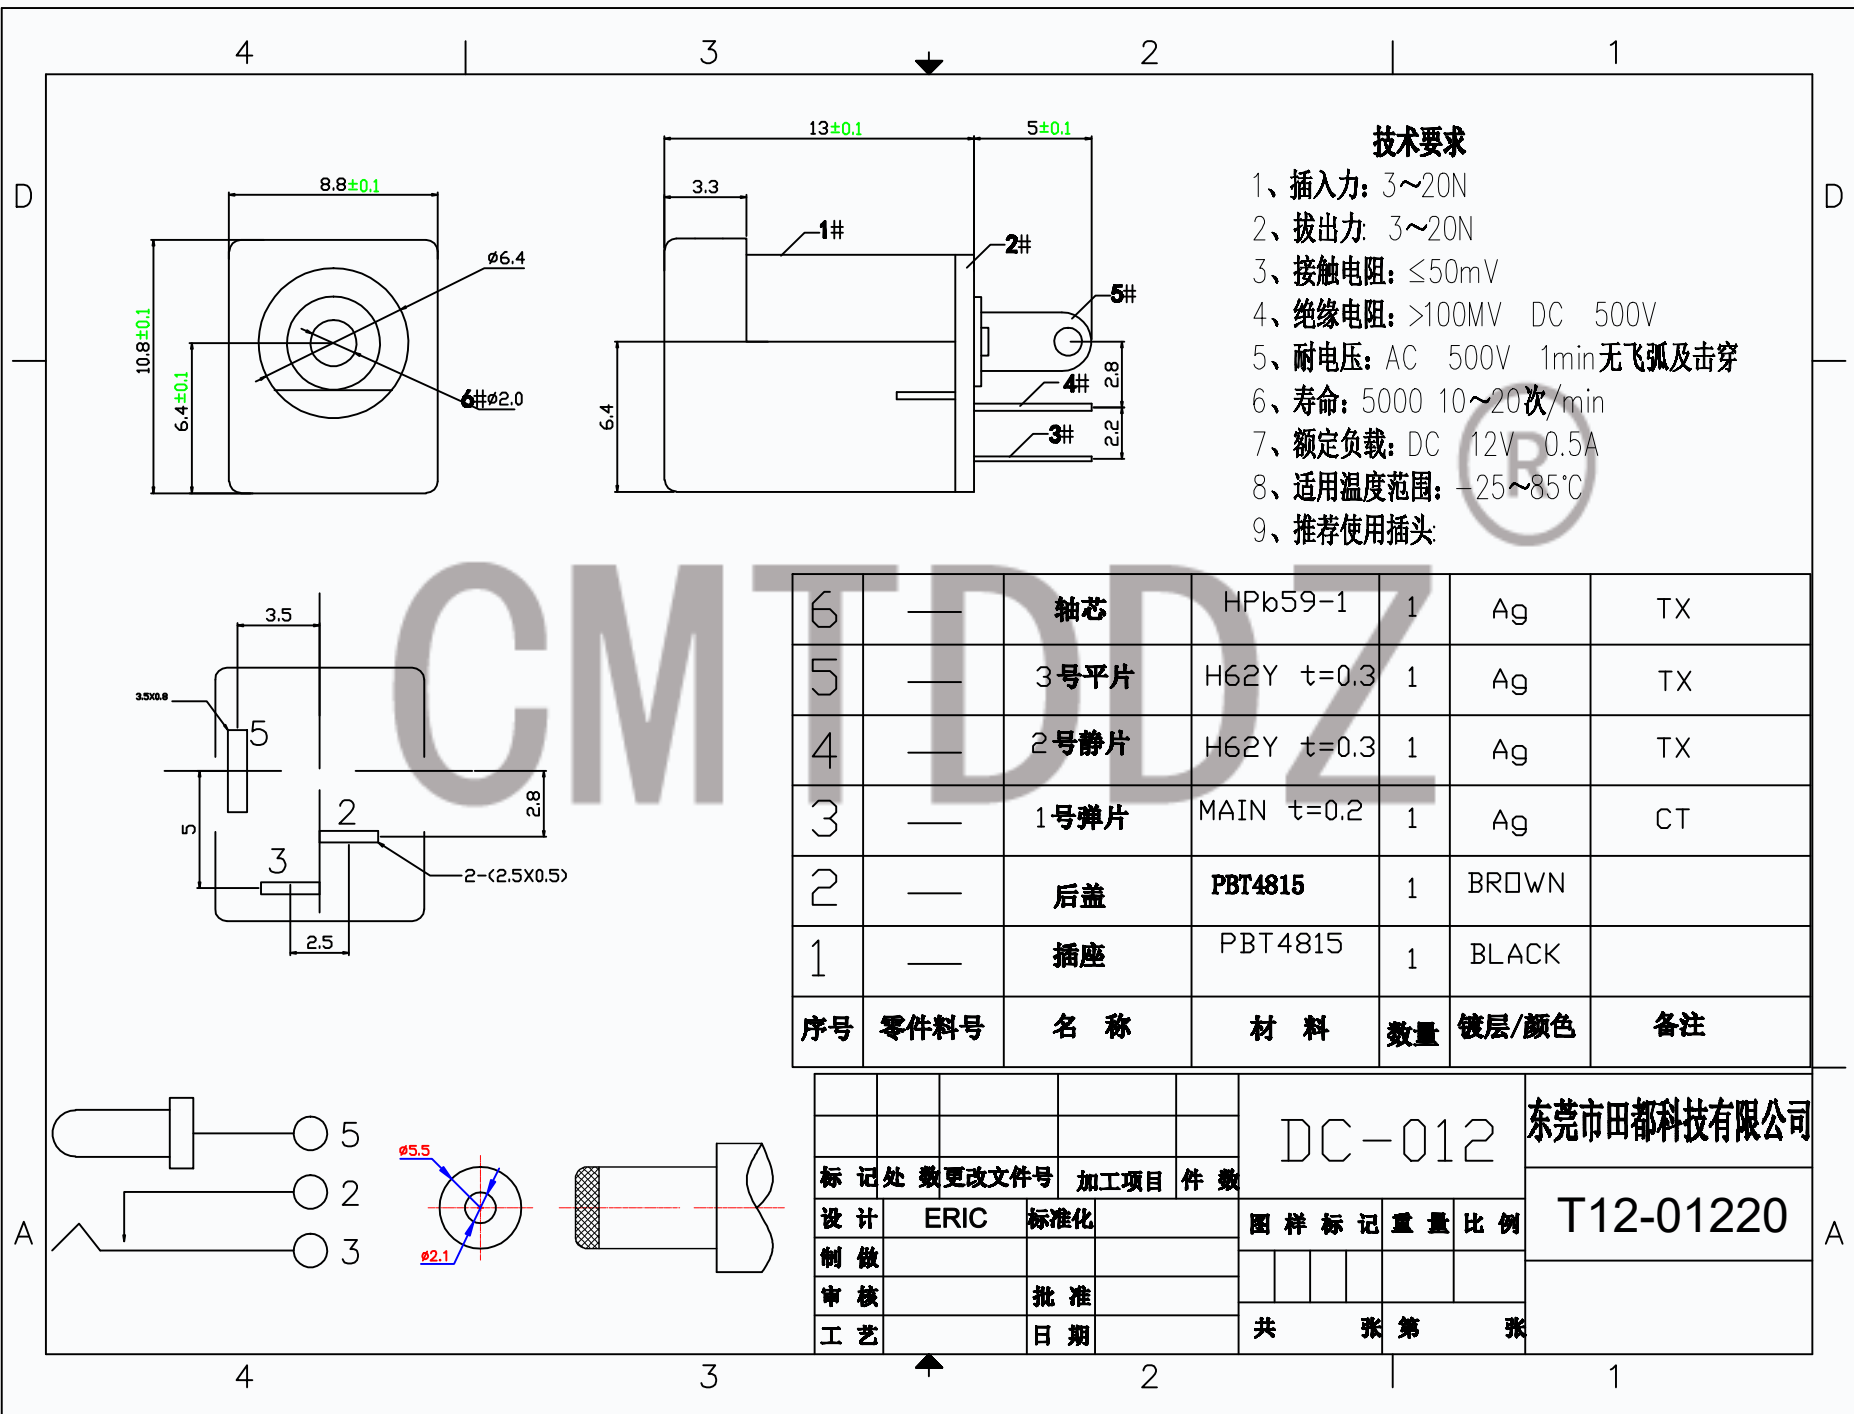 4 3 2 1
D D
8.8±0.1
10.8±0.1
6.4±0.1
ø6.4
6#ø2.0
13±0.1 5±0.1
3.3
1#
2#
5#
4#
3#
6.4
2.8
2.2
技术要求
1、插入力: 3～20N
2、拔出力: 3～20N
3、接触电阻: ≤50mV
4、绝缘电阻: >100MV DC 500V
5、耐电压: AC 500V 1min无飞弧及击穿
6、寿命: 5000 10～20次/min
7、额定负载: DC 12V 0.5A
8、适用温度范围: -25～85℃
9、推荐使用插头:
®
CMTDDZ
3.5
3.5X0.8
5
2
3
5
2.8
2-(2.5X0.5)
2.5
6 — 轴芯 HPb59-1 1 Ag TX
5 — 3号平片 H62Y t=0.3 1 Ag TX
4 — 2号静片 H62Y t=0.3 1 Ag TX
3 — 1号弹片 MAIN t=0.2 1 Ag CT
2 — 后盖 PBT4815 1 BROWN
1 — 插座 PBT4815 1 BLACK
序号 零件料号 名 称 材 料 数量 镀层/颜色 备注
5
2
3
ø5.5
ø2.1
标 记 处 数 更改文件号 加工项目 件 数
设 计 ERIC 标准化
制 做
审 核 批 准
工 艺 日 期
DC-012
图 样 标 记 重 量 比 例
共 张 第 张
东莞市田都科技有限公司
T12-01220
A A
4 3 2 1